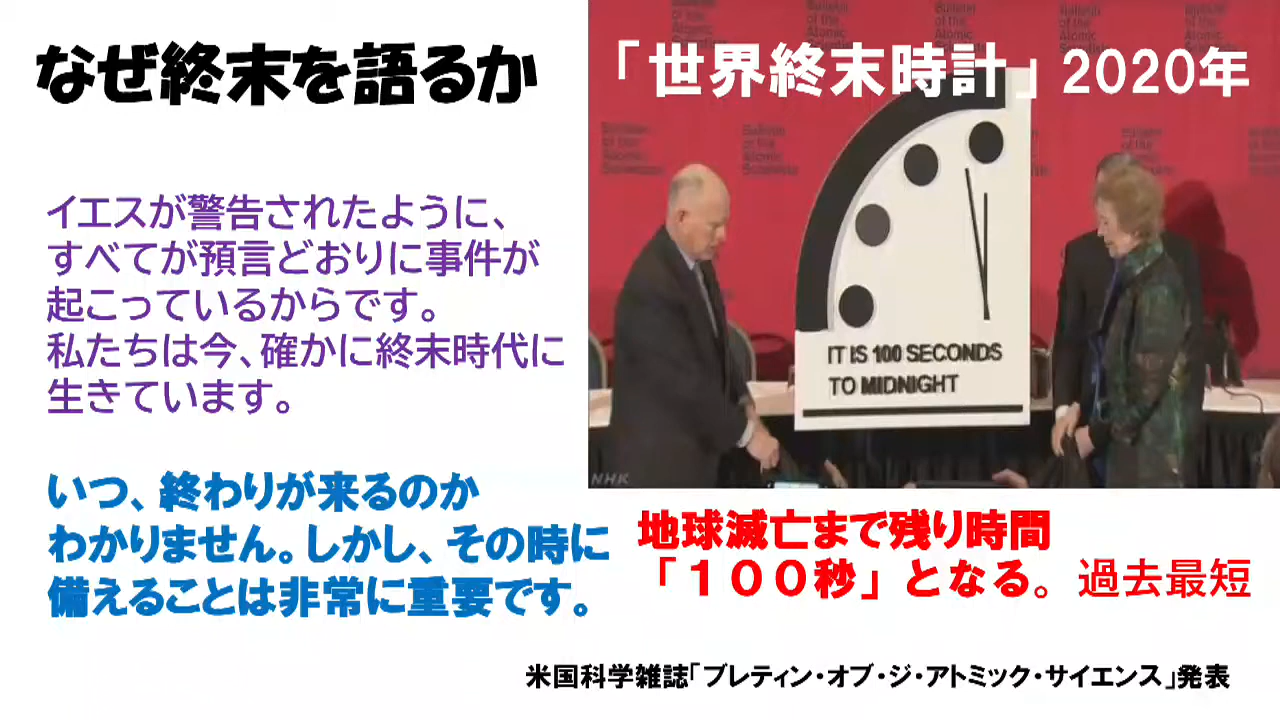 なぜ終末を語るか
イエスが警告されたように、
すべてが預言どおりに事件が
起こっているからです。
私たちは今、確かに終末時代に
生きています。
いつ、終わりが来るのか
わかりません。しかし、その時に
備えることは非常に重要です。
「世界終末時計」2020年
Bulletin
of the
Atomic
Scientists
IT IS 100 SECONDS
TO MIDNIGHT
NHK
地球滅亡まで残り時間
「１００秒」となる。過去最短
米国科学雑誌「ブレティン・オブ・ジ・アトミック・サイエンス」発表